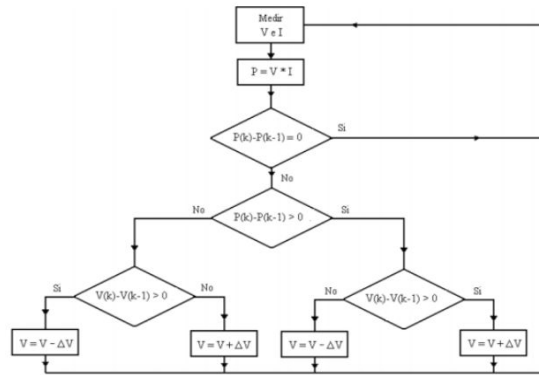 Medir
V e I
P = V * I
P(k)-P(k-1) = 0
Si
No
P(k)-P(k-1) > 0
No
Si
V(k)-V(k-1) > 0
Si
No
V(k)-V(k-1) > 0
No
Si
V = V - ΔV
V = V + ΔV
V = V - ΔV
V = V + ΔV